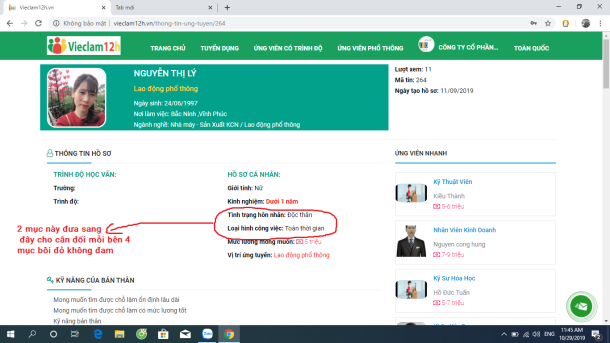 Vieclam12h
Tab mới
Không bảo mật | vieclam12h.vn/thong-tin-ung-tuyen/264
Vieclam12h
TRANG CHỦ
TUYỂN DỤNG
ỨNG VIÊN CÓ TRÌNH ĐỘ
ỨNG VIÊN PHỔ THÔNG
CÔNG TY CỔ PHẦN...
TOÀN QUỐC
NGUYỄN THỊ LÝ
Lao động phổ thông
Ngày sinh: 24/06/1997
Nơi làm việc: Bắc Ninh ,Vĩnh Phúc
Ngành nghề: Nhà máy - Sản Xuất KCN / Lao động phổ thông
Lượt xem: 11
Mã tin: 264
Ngày tạo hồ sơ: 11/09/2019
THÔNG TIN HỒ SƠ
TRÌNH ĐỘ HỌC VẤN:
Trường:
Trình độ:
HỒ SƠ CÁ NHÂN:
Giới tính: Nữ
Kinh nghiệm: Dưới 1 năm
Tình trạng hôn nhân: Độc thân
Loại hình công việc: Toàn thời gian
Mức lương mong muốn: 5 triệu
Vị trí ứng tuyển: Lao động phổ thông
2 mục này đưa sang
đây cho cân đối mỗi bên 4
mục bôi đỏ không đam
KỸ NĂNG CỦA BẢN THÂN
Mong muốn tìm được chỗ làm ổn định lâu dài
Mong muốn tìm được chỗ làm có mức lương tốt
Kỹ năng bản thân
ỨNG VIÊN NHANH
Kỹ Thuật Viên
Kiều Thành
5-6 triệu
Nhân Viên Kinh Doanh
Nguyen cong hung
7-9 triệu
Kỹ Sư Hóa Học
Hồ Đức Tuấn
5-7 triệu
ENG
11:45 AM
10/29/2019